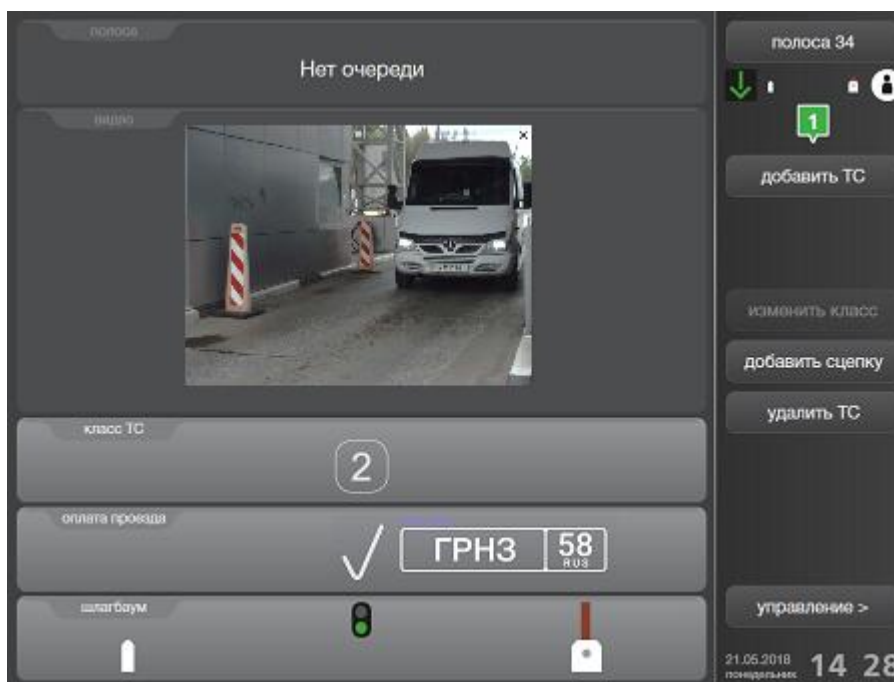 полоса
Нет очереди
видео
класс ТС
2
оплата проезда
ГРНЗ 58
RUS
шлагбаум
полоса 34
1
добавить ТС
изменить класс
добавить сцепку
удалить ТС
управление >
21.05.2018
понедельник
14 28